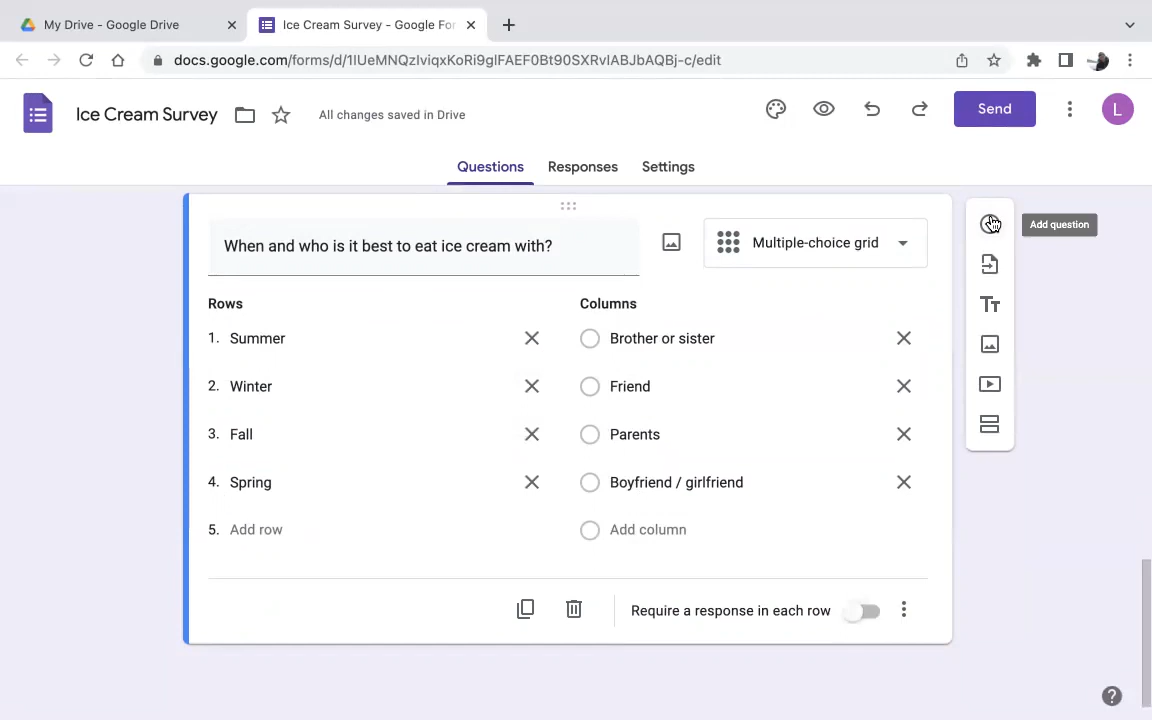 My Drive - Google Drive
Ice Cream Survey - Google For
docs.google.com/forms/d/1IUeMNQzIviqxKoRi9glFAEF0Bt90SXRvIABJbAQBj-c/edit
Ice Cream Survey
All changes saved in Drive
Send
L
Questions
Responses
Settings
Add question
When and who is it best to eat ice cream with?
Multiple-choice grid
Rows
Columns
1. Summer
Brother or sister
2. Winter
Friend
3. Fall
Parents
4. Spring
Boyfriend / girlfriend
5. Add row
Add column
Require a response in each row